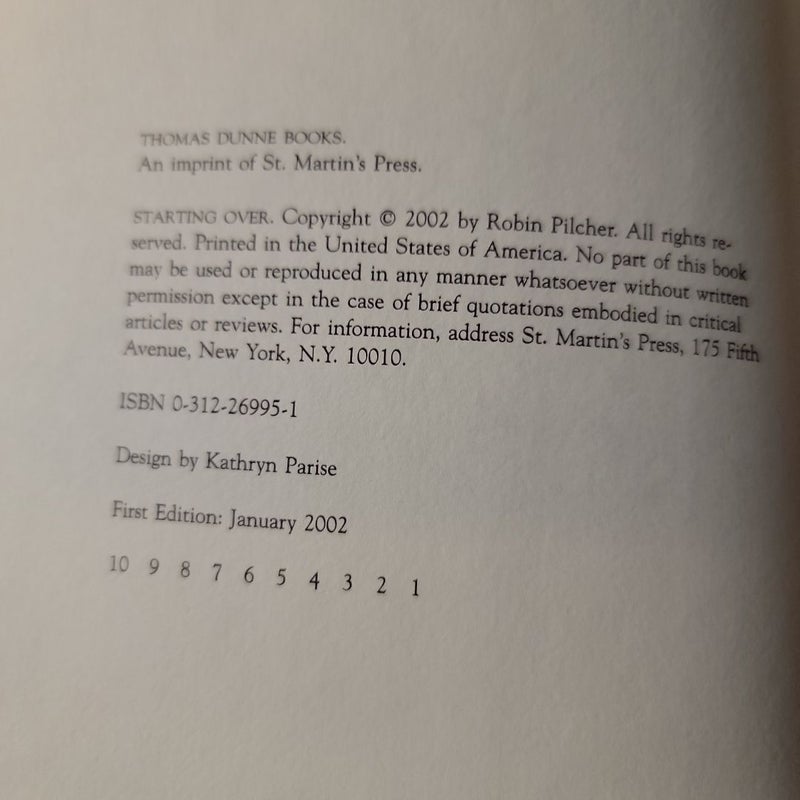 THOMAS DUNNE BOOKS.
An imprint of St. Martin's Press.
STARTING OVER. Copyright © 2002 by Robin Pilcher. All rights re-
served. Printed in the United States of America. No part of this book
may be used or reproduced in any manner whatsoever without written
permission except in the case of brief quotations embodied in critical
articles or reviews. For information, address St. Martin's Press, 175 Fifth
Avenue, New York, N.Y. 10010.
ISBN 0-312-26995-1
Design by Kathryn Parise
First Edition: January 2002
10 9 8 7 6 5 4 3 2 1